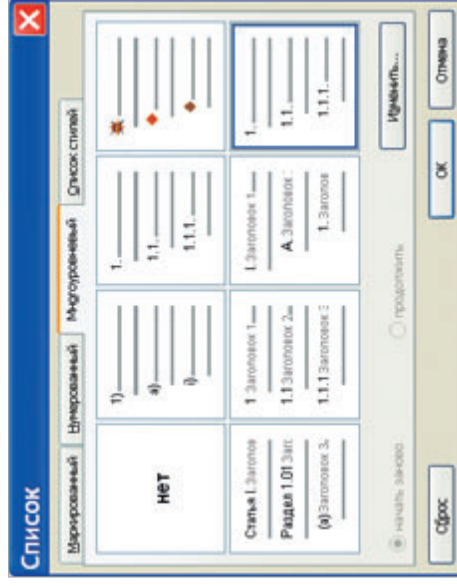 Список
Маркированный Нумерованный Многоуровневый Список стилей
нет
1)
а)
i)
1.
1.1.
1.1.1.
Статья I. Заголов
Раздел 1.01 Заг
(a) Заголовок 3.
1 Заголовок 1
1.1 Заголовок 2
1.1.1 Заголовок 3
I. Заголовок 1
A. Заголовок
1. Заголов
1.
1.1.
1.1.1.
начать заново продолжить Изменить...
Сброс ОК Отмена